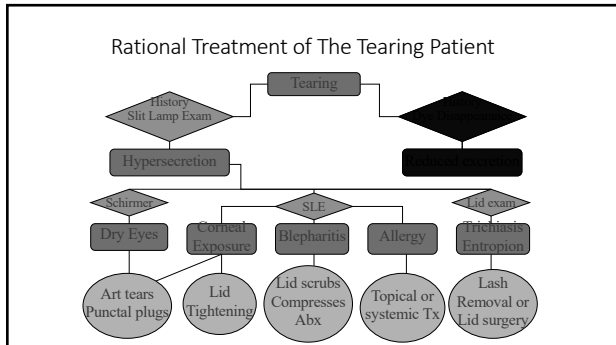 Rational Treatment of The Tearing Patient
Tearing
History
Slit Lamp Exam
Dye Disappearance
Hypersecretion
Reduced excretion
Schirmer
SLE
Lid exam
Dry Eyes
Corneal
Exposure
Blepharitis
Allergy
Trichiasis
Entropion
Art tears
Punctal plugs
Lid
Tightening
Lid scrubs
Compresses
Abx
Topical or
systemic Tx
Lash
Removal or
Lid surgery